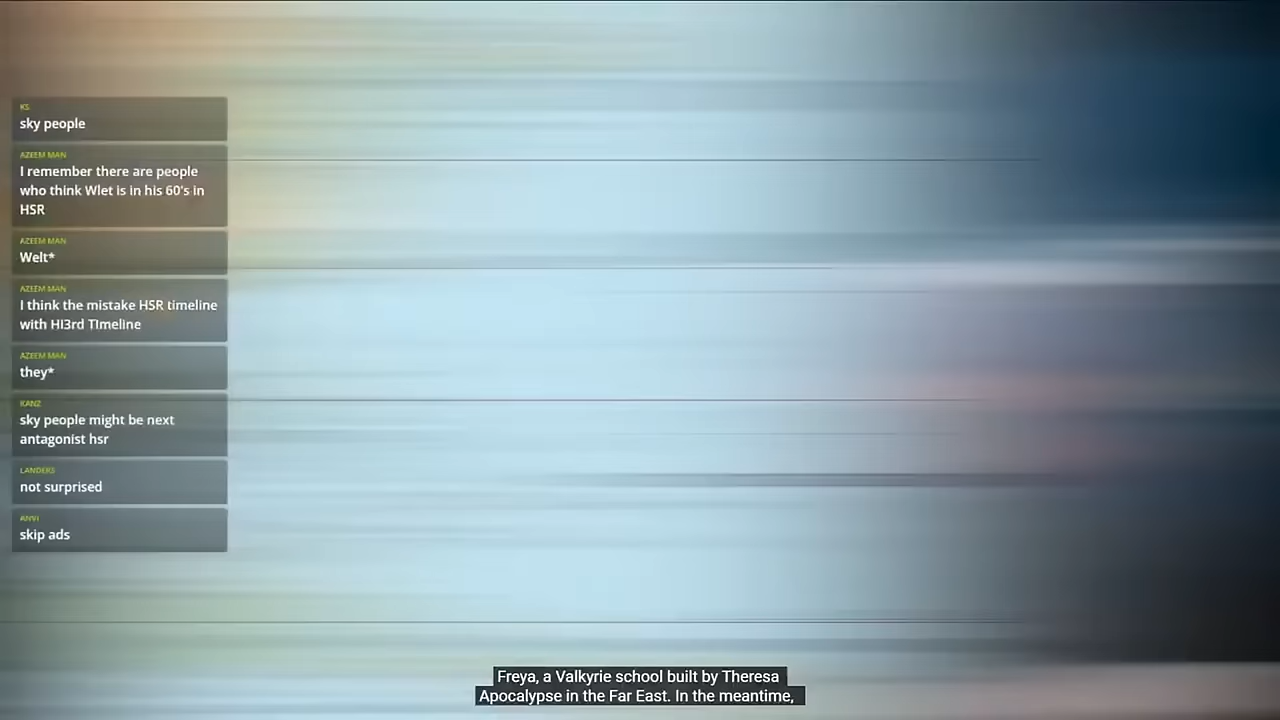 KS
sky people
AZEEM MAN
I remember there are people
who think Wlet is in his 60's in
HSR
AZEEM MAN
Welt*
AZEEM MAN
I think the mistake HSR timeline
with HI3rd TImeline
AZEEM MAN
they*
KANZ
sky people might be next
antagonist hsr
LANDERS
not surprised
ANVI
skip ads
Freya, a Valkyrie school built by Theresa
Apocalypse in the Far East. In the meantime,